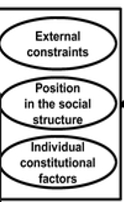 External
constraints
Position
in the social
structure
Individual
constitutional
factors